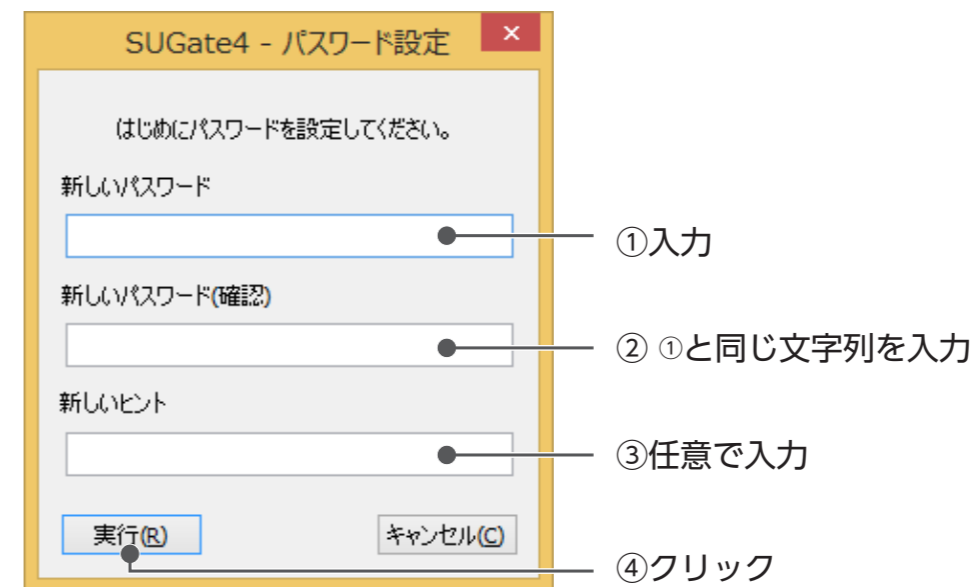 SUGate4 - パスワード設定
×
はじめにパスワードを設定してください。
新しいパスワード
①入力
新しいパスワード(確認)
② ①と同じ文字列を入力
新しいヒント
③任意で入力
実行(R)
キャンセル(C)
④クリック